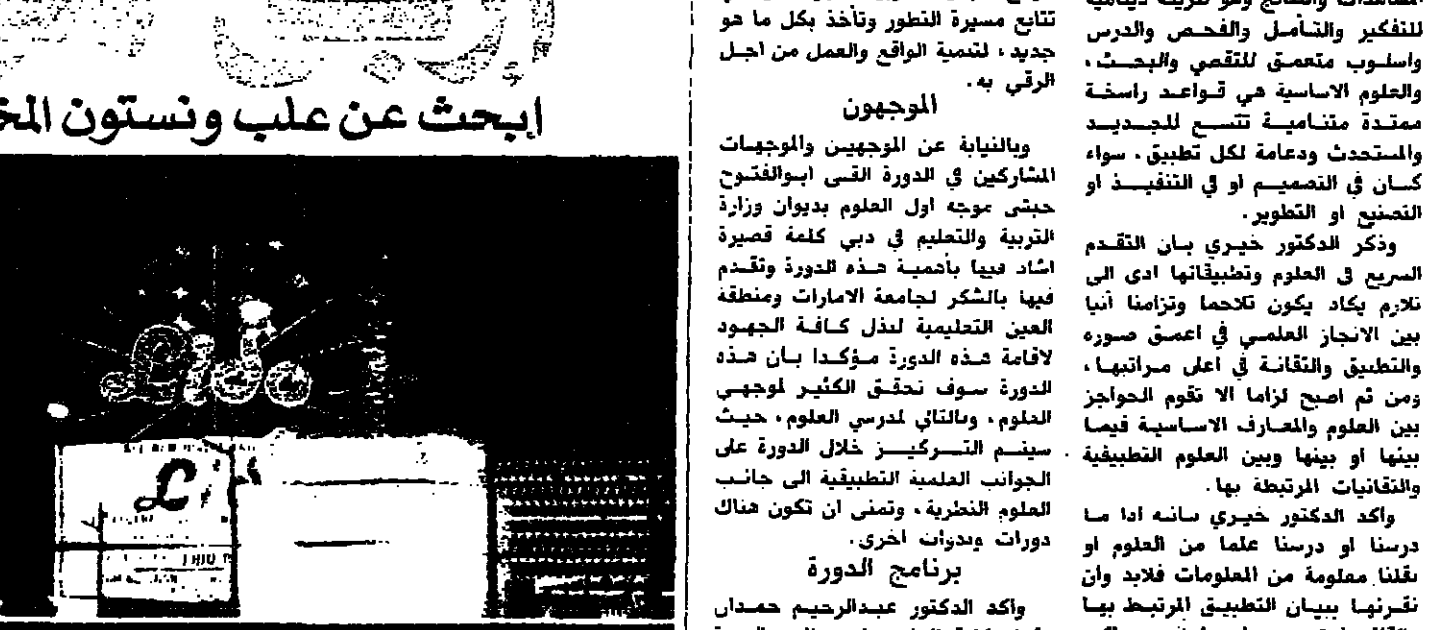 للتفكير والتأمل والفحص والدرس
واسلوب متعمق للتقصي والبحث،
والعلوم الاساسية هي قواعد راسخة
ممتدة متنامية تتسع للجديد
والمستحدث ودعامة لكل تطبيق، سواء
كان في التصميم او في التنفيذ او
التصنيع او التطوير.
وذكر الدكتور خيري بان التقدم
السريع في العلوم وتطبيقاتها ادى الى
تلازم يكاد يكون تلاحما وتزامنا أنيا
بين الانجاز العلمي في اعمق صوره
والتطبيق والتقانة في أعلى مراتبها،
ومن ثم اصبح لزاما الا تقوم الحواجز
بين العلوم والمعارف الاساسية فيما
بينها او بينها وبين العلوم التطبيقية
والتقانيات المرتبطة بها.
وأكد الدكتور خيري بانه اذا ما
درسنا او درسنا علما من العلوم او
نقلنا معلومة من المعلومات فلابد وان
نقرنها ببيان التطبيق المرتبط بها
تتابع مسيرة التطور وتأخذ بكل ما هو
جديد، لتنمية الواقع والعمل من اجل
الرقي به.
الموجهون
وبالنيابة عن الموجهين والموجهات
المشاركين في الدورة القى ابوالفتوح
حبشى موجه اول العلوم بديوان وزارة
التربية والتعليم في دبي كلمة قصيرة
اشاد فيها بأهمية هذه الدورة وتقدم
فيها بالشكر لجامعة الامارات ومنطقة
العين التعليمية لبذل كافة الجهود
لاقامة هذه الدورة مؤكدا بان هذه
الدورة سوف تحقق الكثير لموجهي
العلوم، وبالتالي لمدرسي العلوم، حيث
سيتم التركيز خلال الدورة على
الجوانب العلمية التطبيقية الى جانب
العلوم النظرية، وتمنى ان تكون هناك
دورات وندوات اخرى.
برنامج الدورة
وأكد الدكتور عبدالرحيم حمدان
إبحث عن علب ونستون